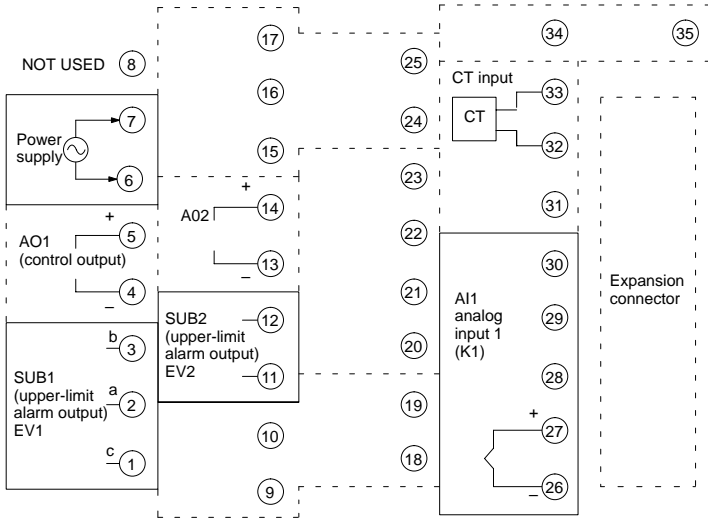 NOT USED 8
Power
supply
7
6
+
5
AO1
(control output)
4
–
b
3
SUB1
(upper-limit
alarm output)
EV1
a
2
c
1
17
16
15
+
14
A02
13
–
SUB2
(upper-limit
alarm output)
EV2
12
11
10
9
25
24
23
22
21
20
19
18
34
35
CT input
33
CT
32
31
30
AI1
analog
input 1
(K1)
29
28
+
27
26
–
Expansion
connector